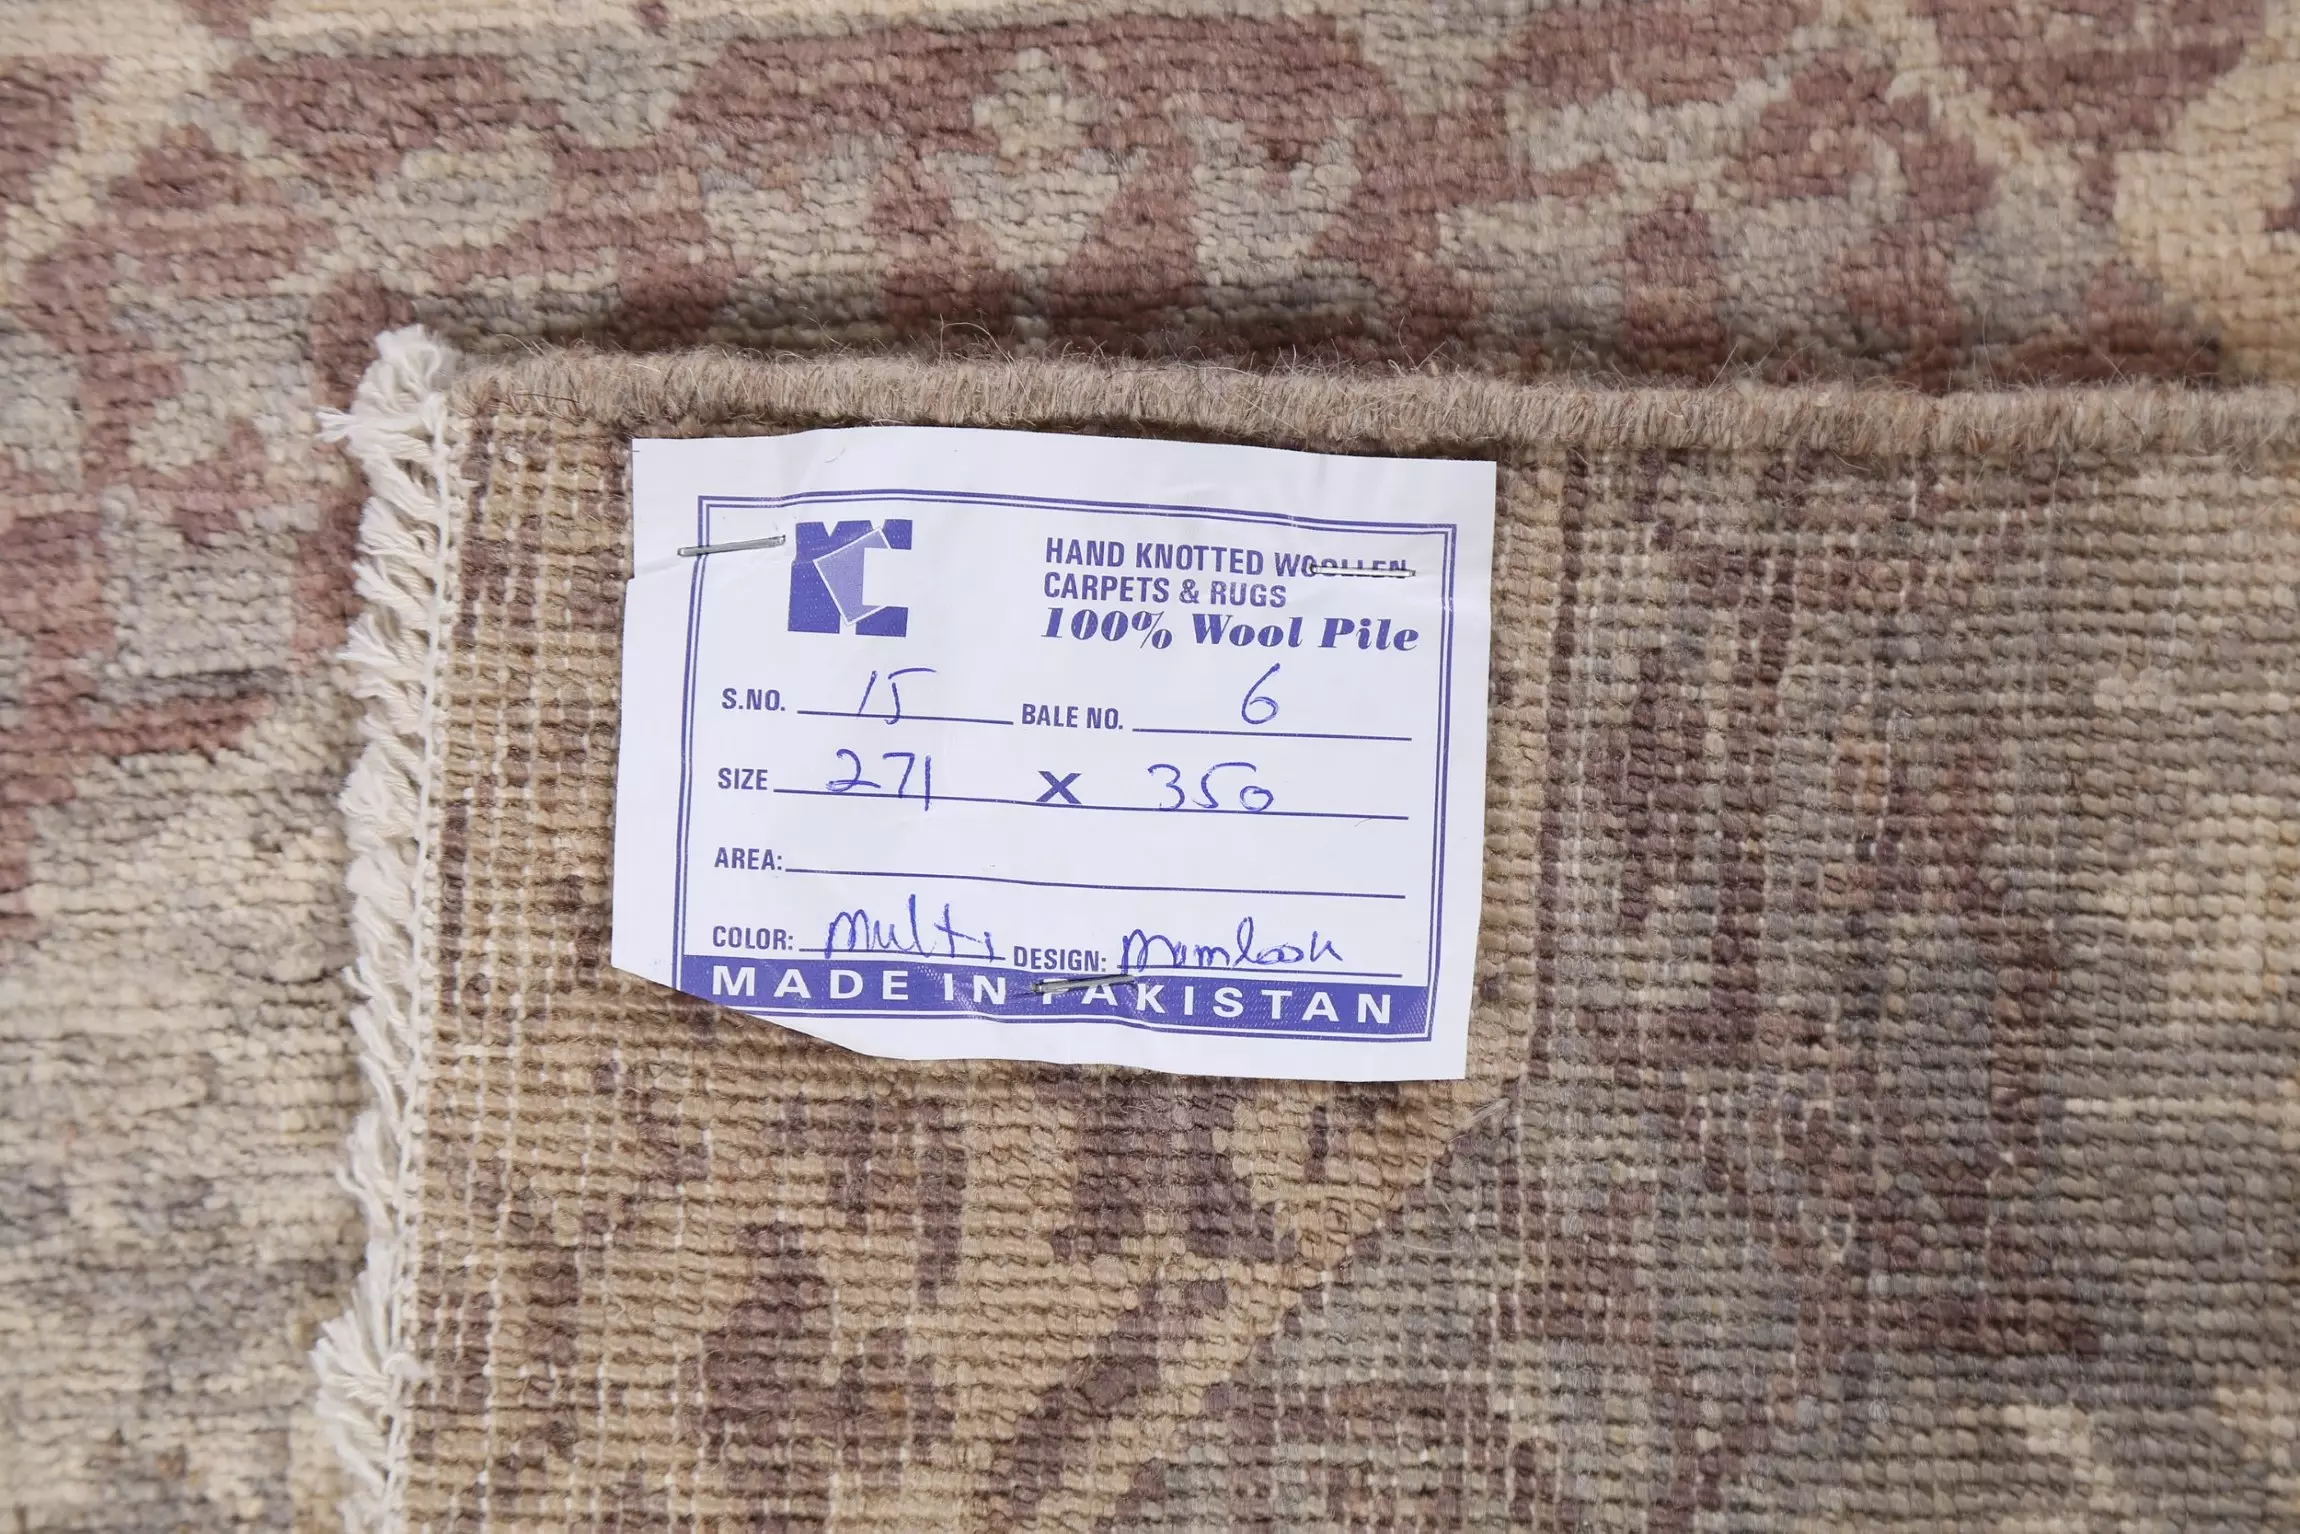 HAND KNOTTED WOOLLEN
CARPETS & RUGS
100% Wool Pile
S.NO. 15 BALE NO. 6
SIZE 271 X 350
AREA:
COLOR: Multi DESIGN: Mamlook
MADE IN PAKISTAN